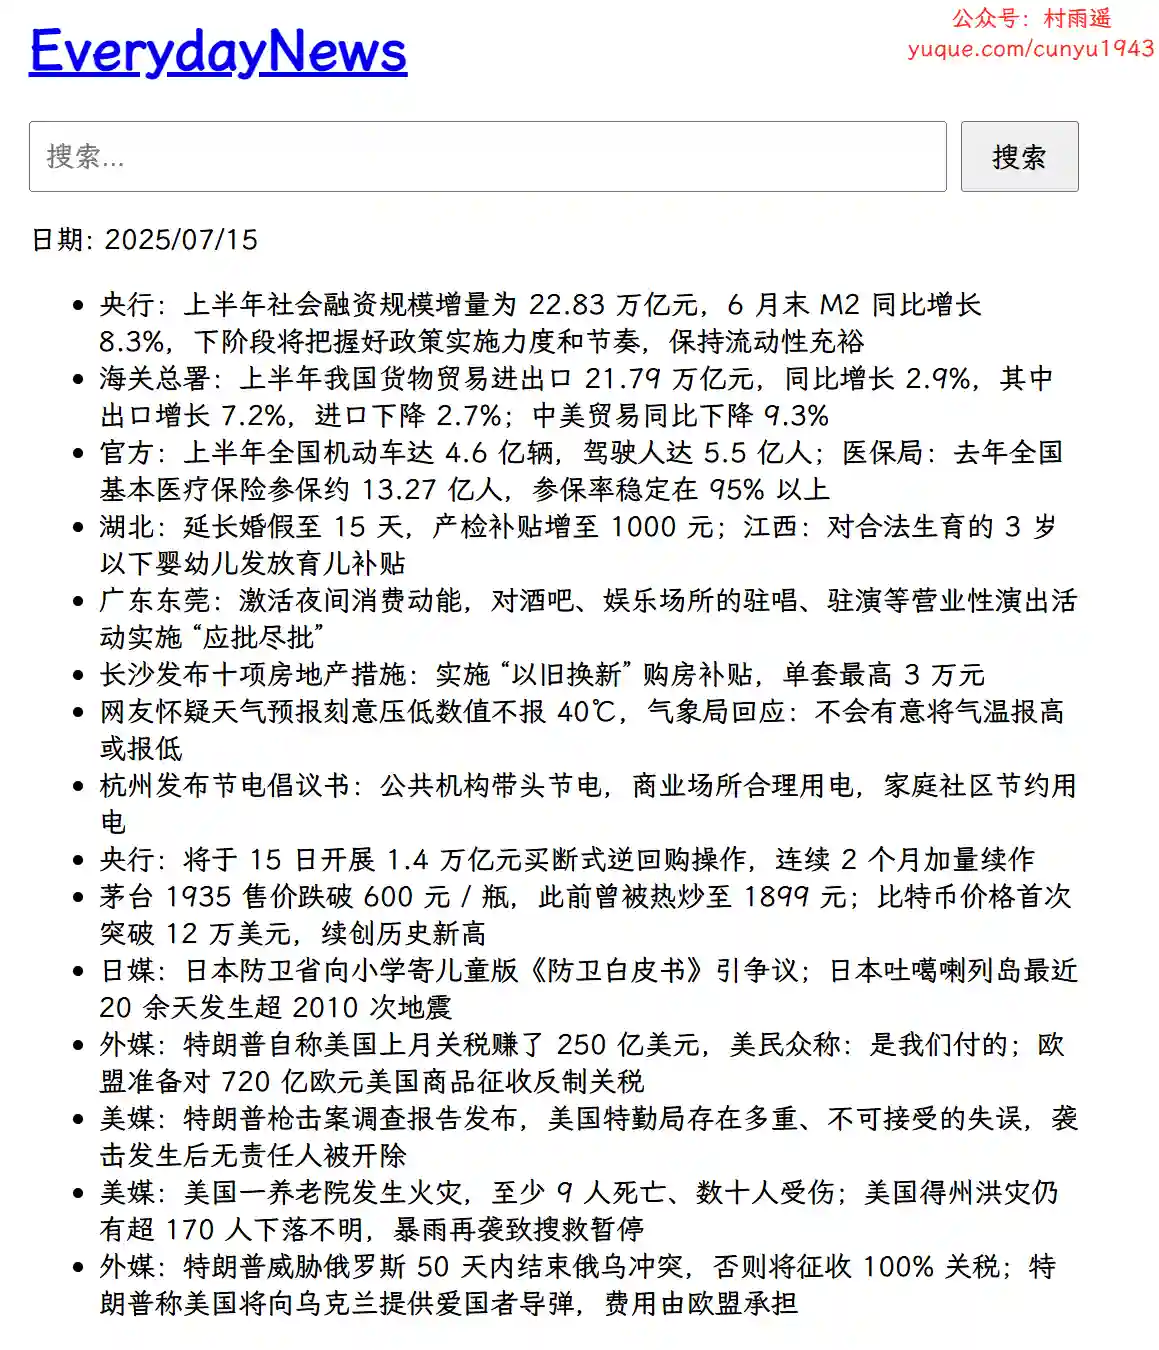 EverydayNews
公众号：村雨遥
yuque.com/cunyu1943
搜索...
搜索
日期: 2025/07/15
央行：上半年社会融资规模增量为 22.83 万亿元，6 月末 M2 同比增长
8.3%，下阶段将把握好政策实施力度和节奏，保持流动性充裕
海关总署：上半年我国货物贸易进出口 21.79 万亿元，同比增长 2.9%，其中
出口增长 7.2%，进口下降 2.7%；中美贸易同比下降 9.3%
官方：上半年全国机动车达 4.6 亿辆，驾驶人达 5.5 亿人；医保局：去年全国
基本医疗保险参保约 13.27 亿人，参保率稳定在 95% 以上
湖北：延长婚假至 15 天，产检补贴增至 1000 元；江西：对合法生育的 3 岁
以下婴幼儿发放育儿补贴
广东东莞：激活夜间消费动能，对酒吧、娱乐场所的驻唱、驻演等营业性演出活
动实施 “应批尽批”
长沙发布十项房地产措施：实施 “以旧换新” 购房补贴，单套最高 3 万元
网友怀疑天气预报刻意压低数值不报 40℃，气象局回应：不会有意将气温报高
或报低
杭州发布节电倡议书：公共机构带头节电，商业场所合理用电，家庭社区节约用
电
央行：将于 15 日开展 1.4 万亿元买断式逆回购操作，连续 2 个月加量续作
茅台 1935 售价跌破 600 元 / 瓶，此前曾被热炒至 1899 元；比特币价格首次
突破 12 万美元，续创历史新高
日媒：日本防卫省向小学寄儿童版《防卫白皮书》引争议；日本吐噶喇列岛最近
20 余天发生超 2010 次地震
外媒：特朗普自称美国上月关税赚了 250 亿美元，美民众称：是我们付的；欧
盟准备对 720 亿欧元美国商品征收反制关税
美媒：特朗普枪击案调查报告发布，美国特勤局存在多重、不可接受的失误，袭
击发生后无责任人被开除
美媒：美国一养老院发生火灾，至少 9 人死亡、数十人受伤；美国得州洪灾仍
有超 170 人下落不明，暴雨再袭致搜救暂停
外媒：特朗普威胁俄罗斯 50 天内结束俄乌冲突，否则将征收 100% 关税；特
朗普称美国将向乌克兰提供爱国者导弹，费用由欧盟承担